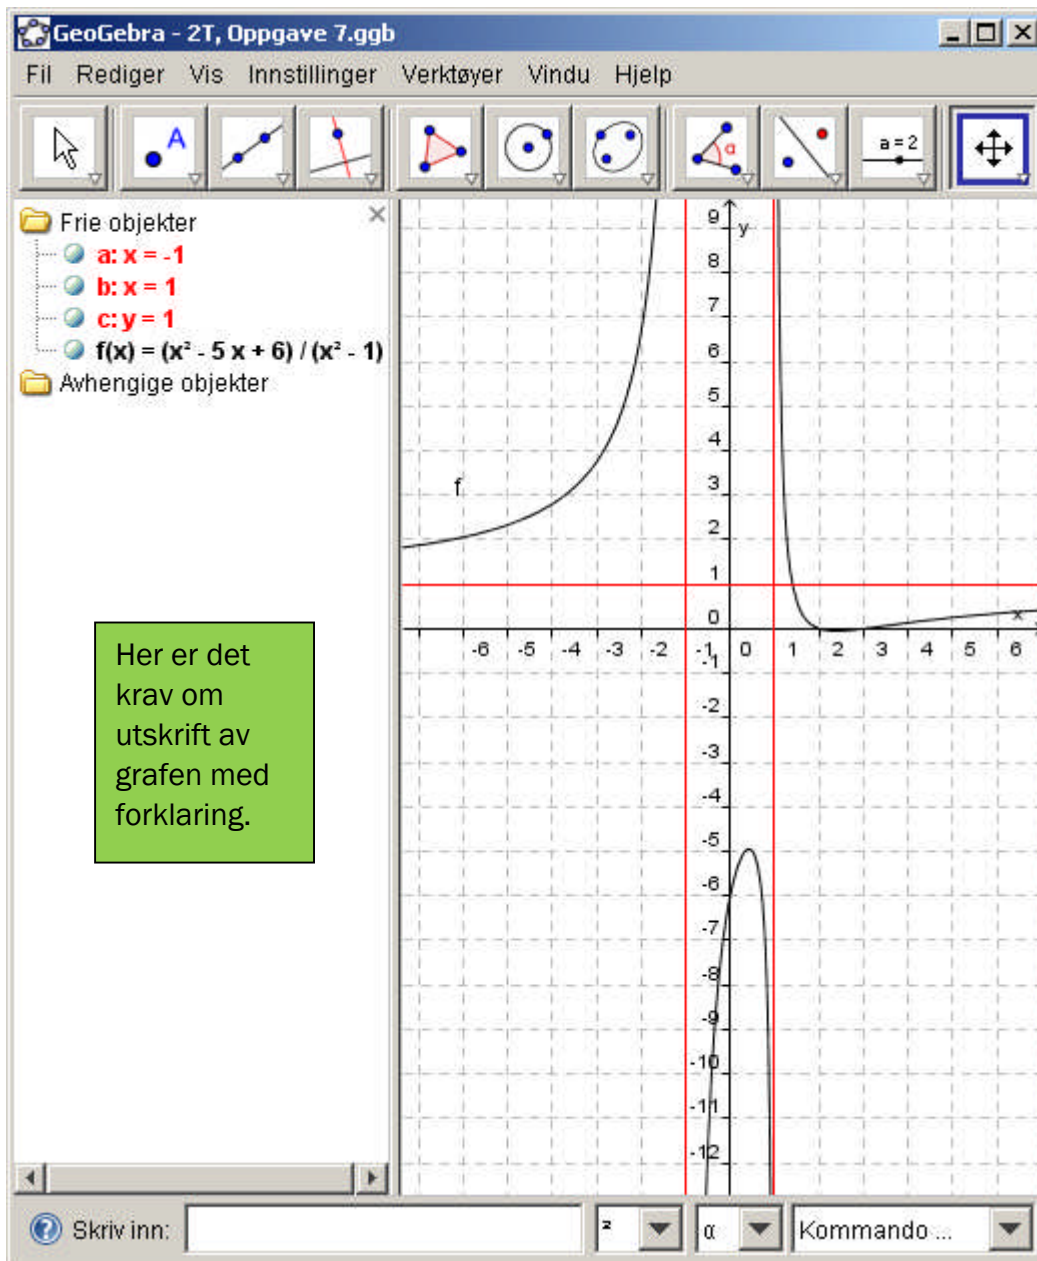 GeoGebra - 2T, Oppgave 7.ggb
Fil Rediger Vis Innstillinger Verktøyer Vindu Hjelp
A
α
a = 2
Frie objekter
a: x = -1
b: x = 1
c: y = 1
f(x) = (x² - 5 x + 6) / (x² - 1)
Avhengige objekter
Her er det
krav om
utskrift av
grafen med
forklaring.
9
y
8
7
6
5
4
3
f
2
1
0
x
-6 -5 -4 -3 -2 -1 0 1 2 3 4 5 6
-1
-2
-3
-4
-5
-6
-7
-8
-9
-10
-11
-12
Skriv inn:
²
α
Kommando ...